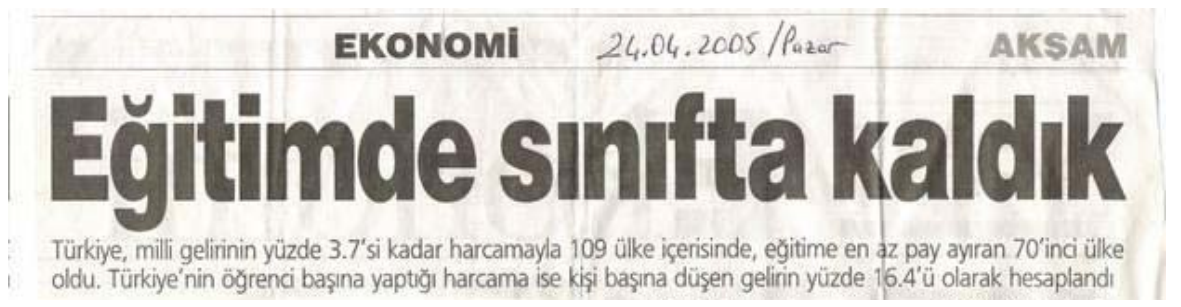 EKONOMİ 24.04.2005/Pazar AKŞAM
Eğitimde sınıfta kaldık
Türkiye, milli gelirinin yüzde 3.7'si kadar harcamayla 109 ülke içerisinde, eğitime en az pay ayıran 70'inci ülke
oldu. Türkiye'nin öğrenci başına yaptığı harcama ise kişi başına düşen gelirin yüzde 16.4'ü olarak hesaplandı